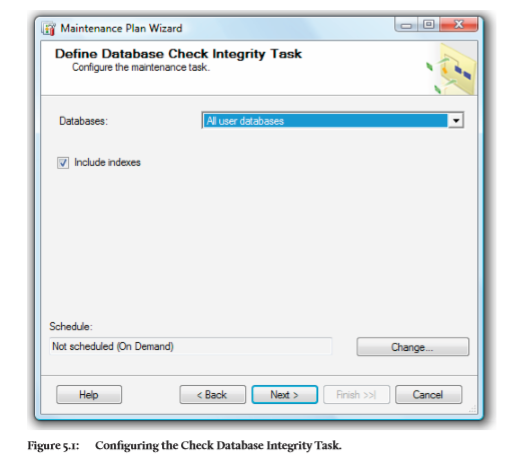 Maintenance Plan Wizard
Define Database Check Integrity Task
Configure the maintenance task.
Databases:
All user databases
Include indexes
Schedule:
Not scheduled (On Demand)
Change...
Help
< Back
Next >
Finish >>|
Cancel
Figure 5.1: Configuring the Check Database Integrity Task.